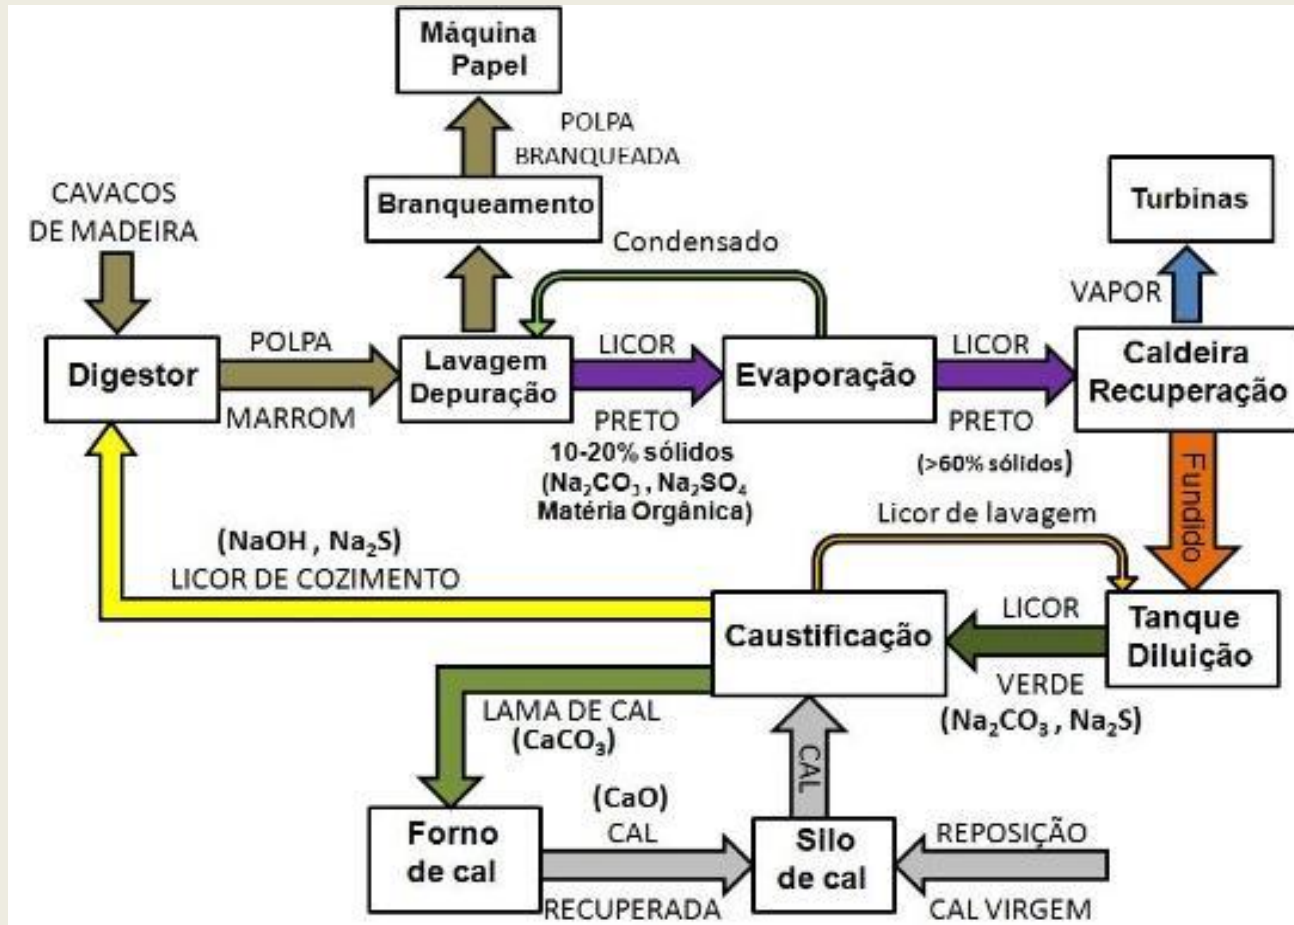 Máquina
Papel
POLPA
BRANQUEADA
CAVACOS
DE MADEIRA
Branqueamento
Condensado
Turbinas
VAPOR
Digestor
POLPA
MARROM
Lavagem
Depuração
LICOR
PRETO
10-20% sólidos
(Na₂CO₃ , Na₂SO₄
Matéria Orgânica)
Evaporação
LICOR
PRETO
(>60% sólidos)
Caldeira
Recuperação
Fundido
Licor de lavagem
(NaOH , Na₂S)
LICOR DE COZIMENTO
Caustificação
LICOR
VERDE
(Na₂CO₃ , Na₂S)
Tanque
Diluição
LAMA DE CAL
(CaCO₃)
CAL
Forno
de cal
(CaO)
CAL
RECUPERADA
Silo
de cal
REPOSIÇÃO
CAL VIRGEM